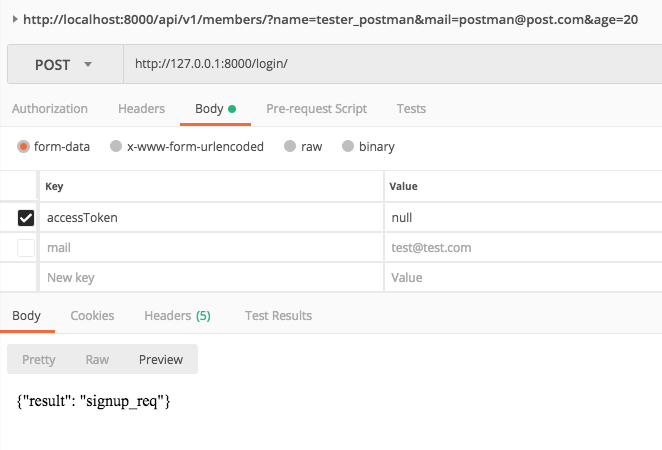 http://localhost:8000/api/v1/members/?name=tester_postman&mail=postman@post.com&age=20
POST http://127.0.0.1:8000/login/
Authorization Headers Body Pre-request Script Tests
form-data x-www-form-urlencoded raw binary
Key Value
accessToken null
mail test@test.com
New key Value
Body Cookies Headers (5) Test Results
Pretty Raw Preview
{"result": "signup_req"}